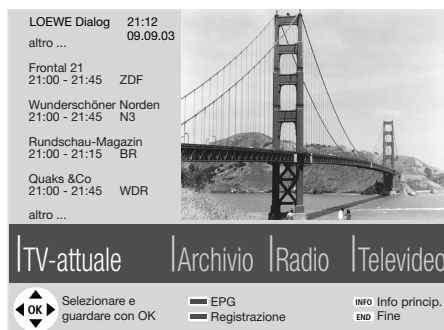 LOEWE Dialog 21:12
altro ... 09.09.03
Frontal 21
21:00 - 21:45 ZDF
Wunderschöner Norden
21:00 - 21:45 N3
Rundschau-Magazin
21:00 - 21:15 BR
Quaks &Co
21:00 - 21:45 WDR
altro ...
TV-attuale Archivio Radio Televideo
Selezionare e
guardare con OK
OK
EPG
Registrazione
INFO Info princip.
END Fine